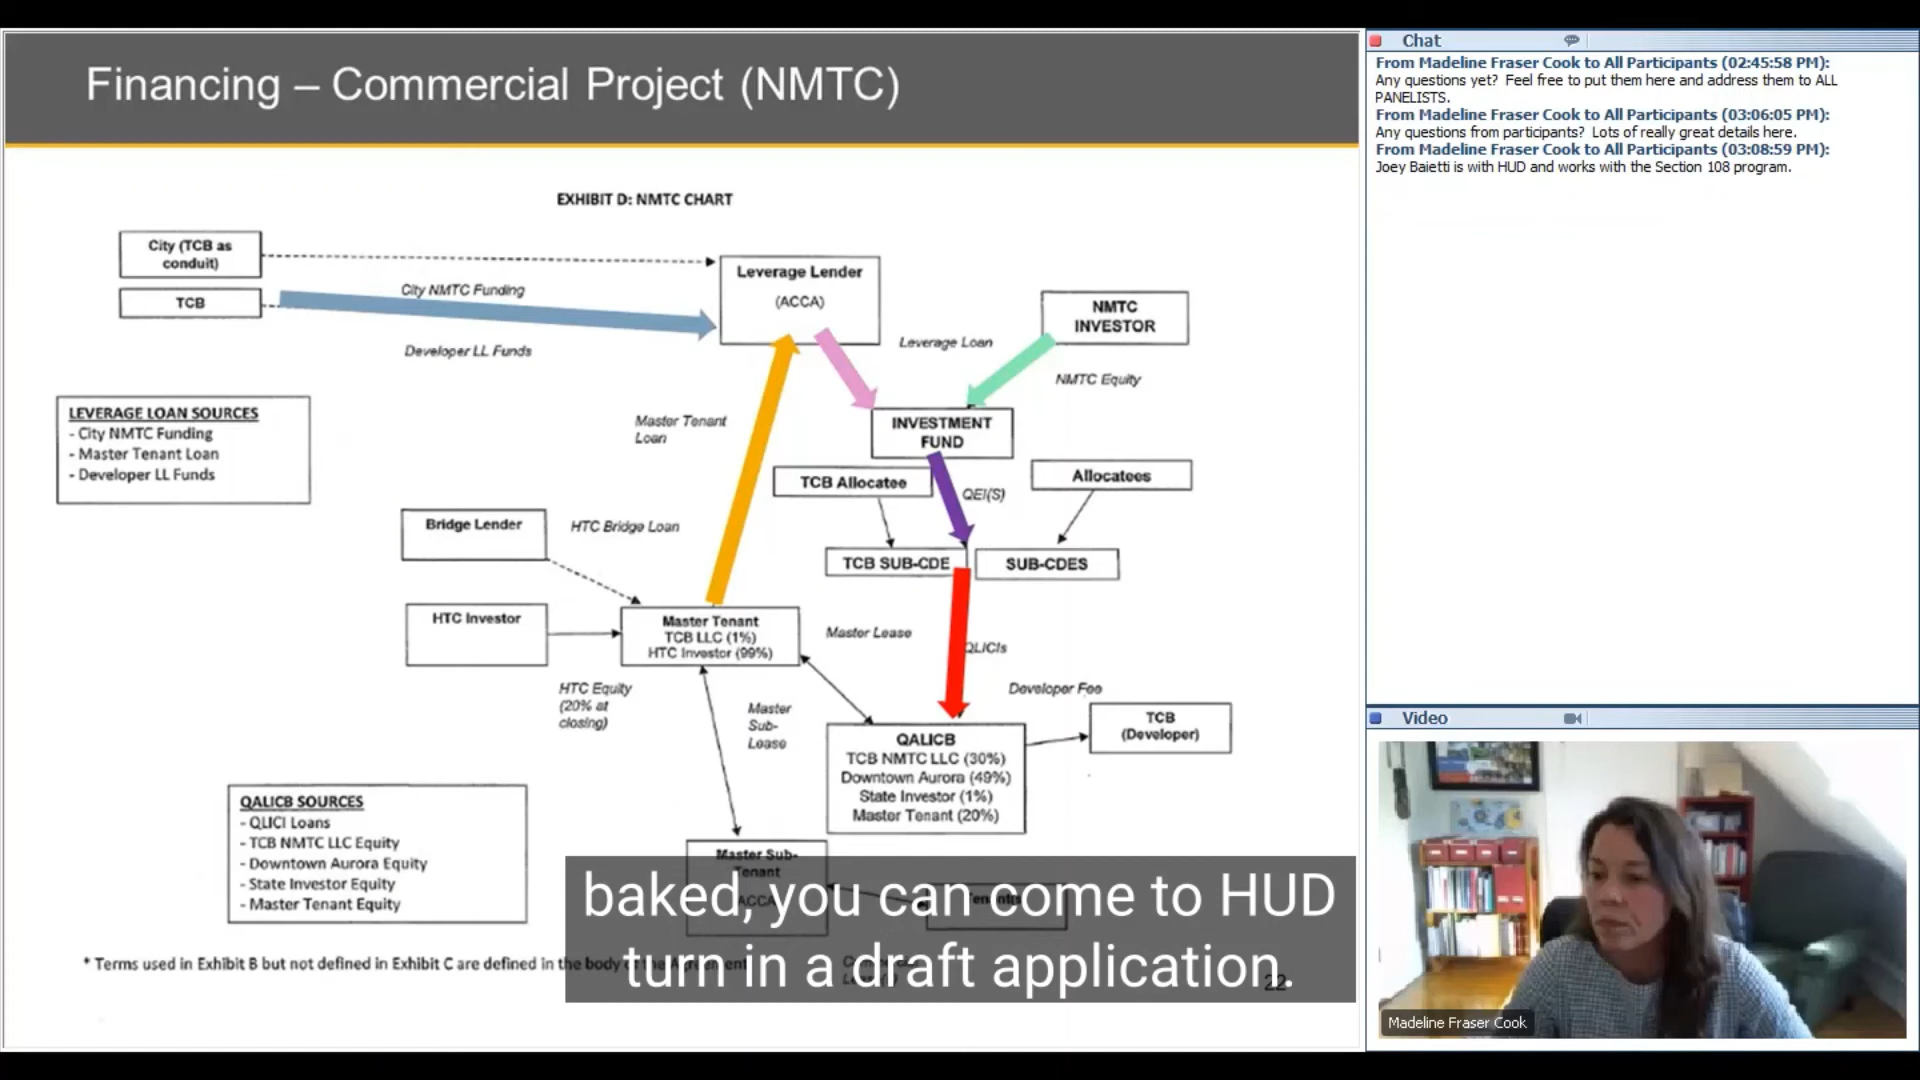 Financing – Commercial Project (NMTC)
EXHIBIT D: NMTC CHART
City (TCB as
conduit)
TCB
City NMTC Funding
Developer LL Funds
Leverage Lender
(ACCA)
NMTC
INVESTOR
Leverage Loan
NMTC Equity
LEVERAGE LOAN SOURCES
- City NMTC Funding
- Master Tenant Loan
- Developer LL Funds
Master Tenant
Loan
INVESTMENT
FUND
TCB Allocatee
QEI(S)
Allocatees
Bridge Lender
HTC Bridge Loan
TCB SUB-CDE
SUB-CDES
HTC Investor
Master Tenant
TCB LLC (1%)
HTC Investor (99%)
Master Lease
QLICIs
HTC Equity
(20% at
closing)
Master
Sub-
Lease
Developer Fee
TCB
(Developer)
QALICB
TCB NMTC LLC (30%)
Downtown Aurora (49%)
State Investor (1%)
Master Tenant (20%)
QALICB SOURCES
- QLICI Loans
- TCB NMTC LLC Equity
- Downtown Aurora Equity
- State Investor Equity
- Master Tenant Equity
Master Sub-
Tenant
ACCA
baked, you can come to HUD
turn in a draft application.
* Terms used in Exhibit B but not defined in Exhibit C are defined in the body of the Agreement
22
Chat
From Madeline Fraser Cook to All Participants (02:45:58 PM):
Any questions yet? Feel free to put them here and address them to ALL
PANELISTS.
From Madeline Fraser Cook to All Participants (03:06:05 PM):
Any questions from participants? Lots of really great details here.
From Madeline Fraser Cook to All Participants (03:08:59 PM):
Joey Baietti is with HUD and works with the Section 108 program.
Video
Madeline Fraser Cook